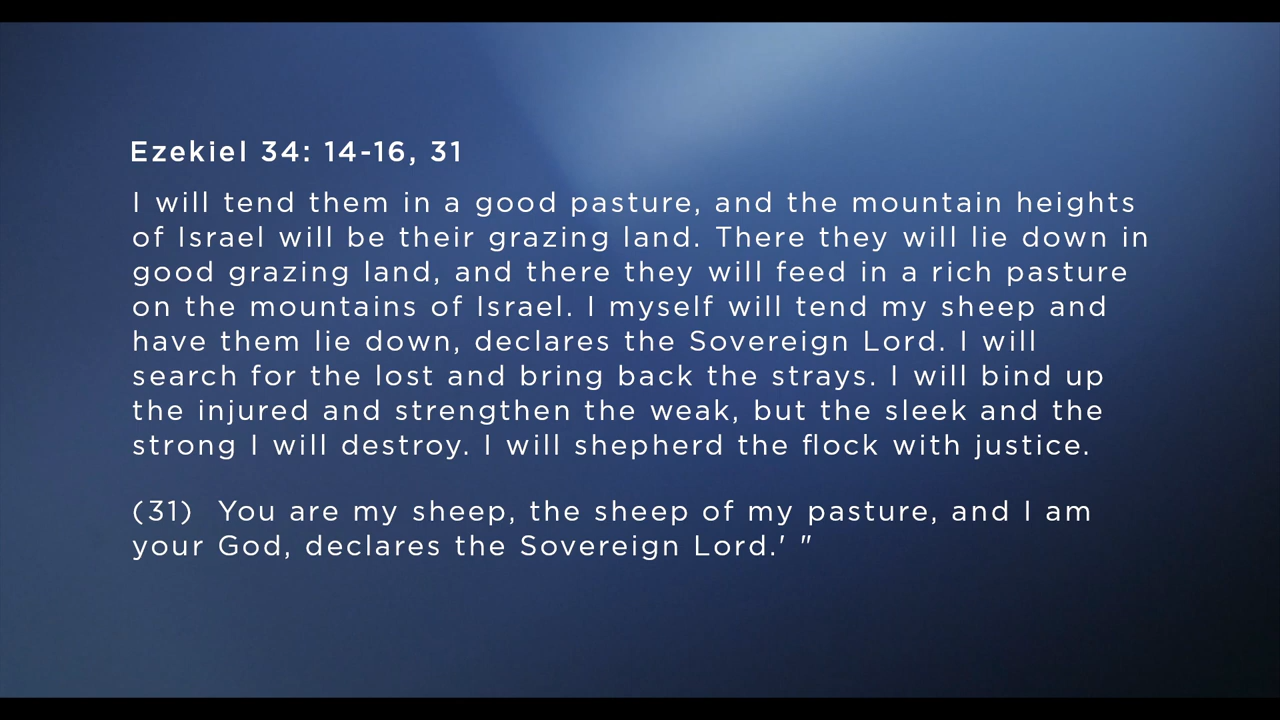 Ezekiel 34: 14-16, 31
I will tend them in a good pasture, and the mountain heights
of Israel will be their grazing land. There they will lie down in
good grazing land, and there they will feed in a rich pasture
on the mountains of Israel. I myself will tend my sheep and
have them lie down, declares the Sovereign Lord. I will
search for the lost and bring back the strays. I will bind up
the injured and strengthen the weak, but the sleek and the
strong I will destroy. I will shepherd the flock with justice.
(31)  You are my sheep, the sheep of my pasture, and I am
your God, declares the Sovereign Lord.' "